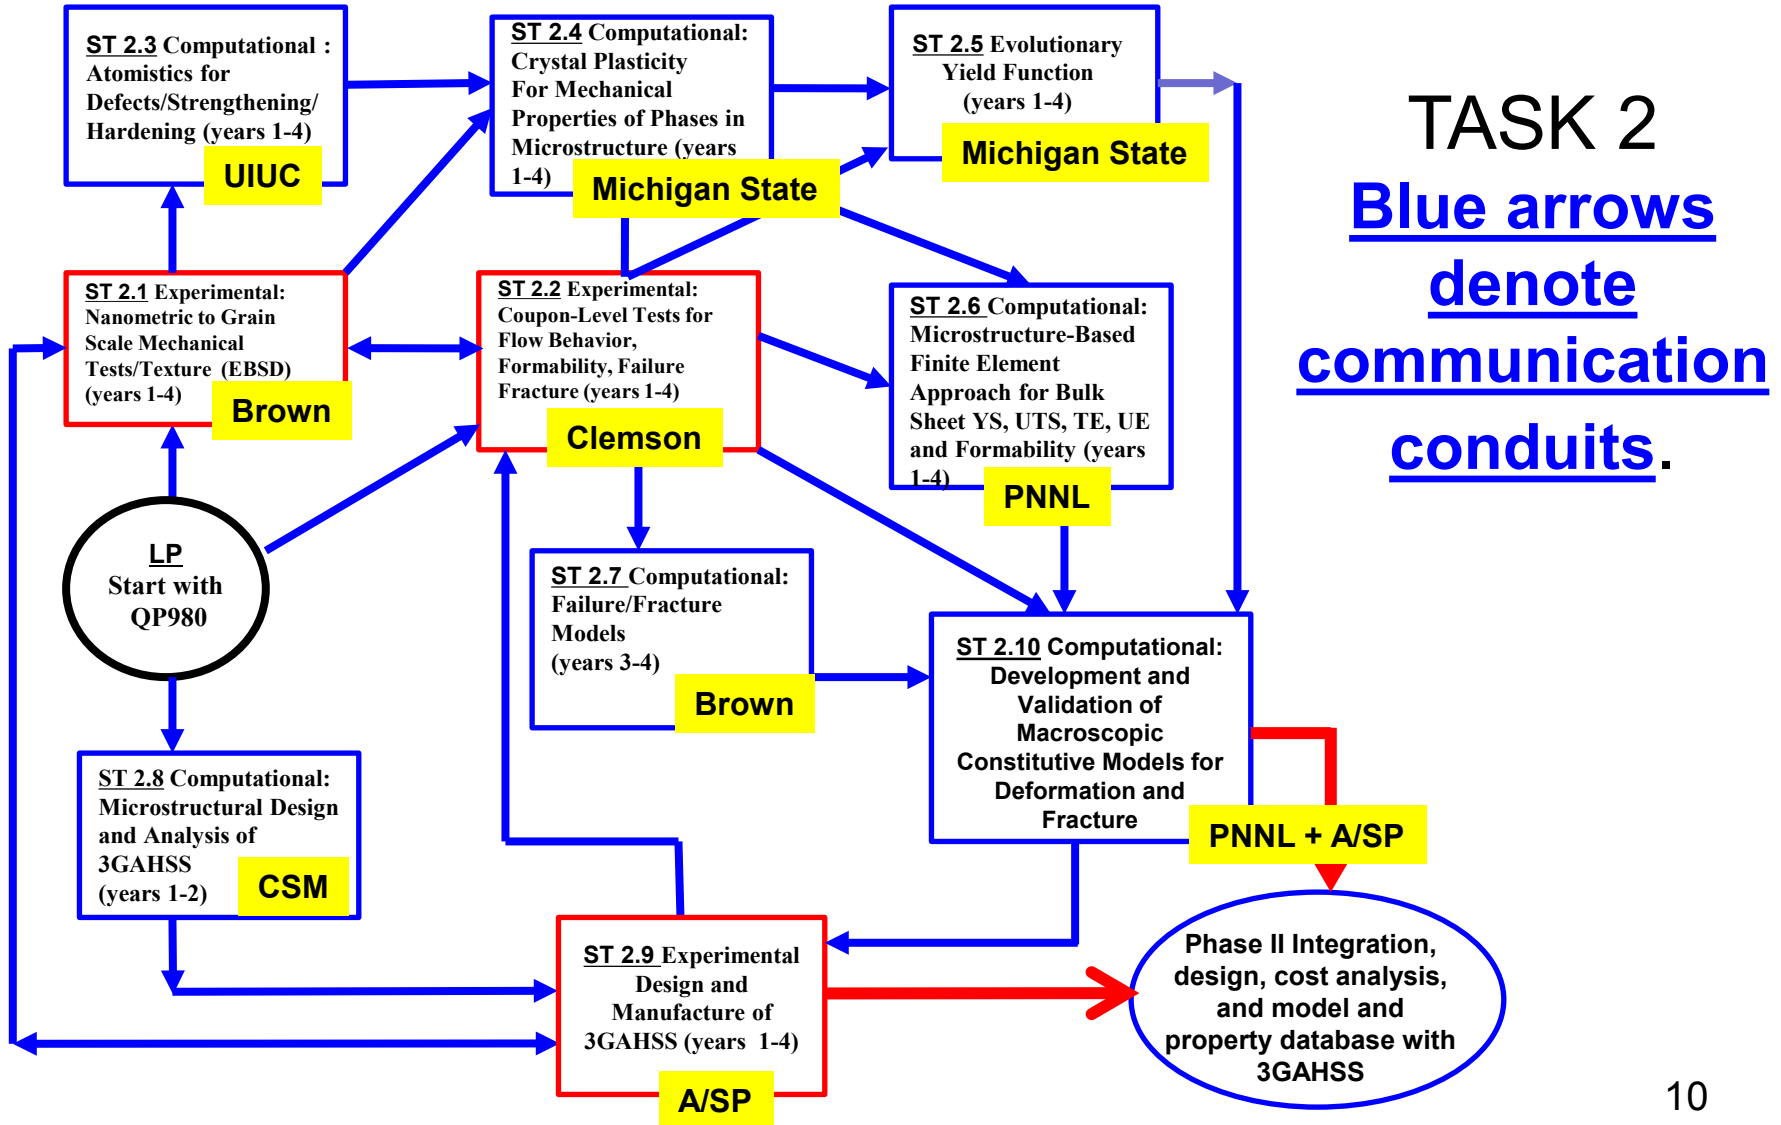 ST 2.3 Computational :
Atomistics for
Defects/Strengthening/
Hardening (years 1-4)
UIUC
ST 2.4 Computational:
Crystal Plasticity
For Mechanical
Properties of Phases in
Microstructure (years
1-4)
Michigan State
ST 2.5 Evolutionary
Yield Function
(years 1-4)
Michigan State
TASK 2
Blue arrows
denote
communication
conduits.
ST 2.1 Experimental:
Nanometric to Grain
Scale Mechanical
Tests/Texture (EBSD)
(years 1-4)
Brown
ST 2.2 Experimental:
Coupon-Level Tests for
Flow Behavior,
Formability, Failure
Fracture (years 1-4)
Clemson
ST 2.6 Computational:
Microstructure-Based
Finite Element
Approach for Bulk
Sheet YS, UTS, TE, UE
and Formability (years
1-4)
PNNL
LP
Start with
QP980
ST 2.7 Computational:
Failure/Fracture
Models
(years 3-4)
Brown
ST 2.10 Computational:
Development and
Validation of
Macroscopic
Constitutive Models for
Deformation and
Fracture
PNNL + A/SP
ST 2.8 Computational:
Microstructural Design
and Analysis of
3GAHSS
(years 1-2)
CSM
ST 2.9 Experimental
Design and
Manufacture of
3GAHSS (years 1-4)
A/SP
Phase II Integration,
design, cost analysis,
and model and
property database with
3GAHSS
10